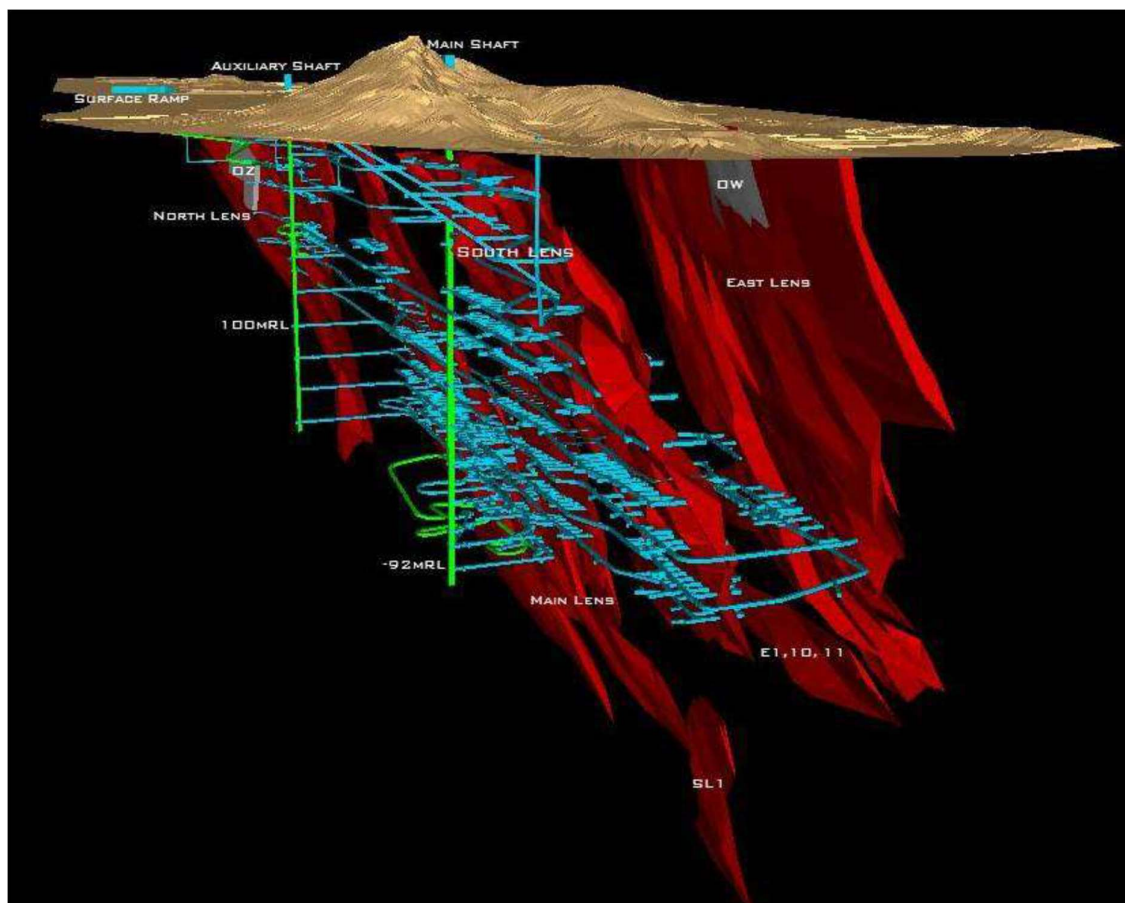 Main Shaft
Auxiliary Shaft
Surface Ramp
OZ
OW
North Lens
South Lens
East Lens
100mRL
-92mRL
Main Lens
E1,10,11
SL1